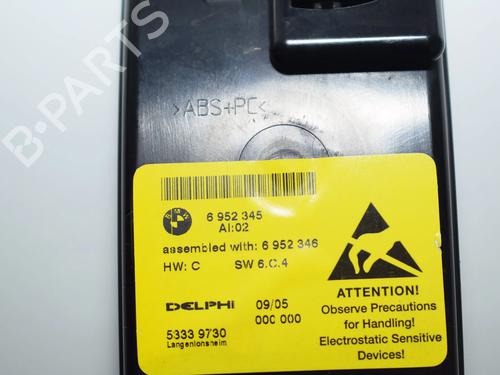 B-PARTS
>ABS+PC<
BMW
6 952 345
AI:02
assembled with: 6 952 346
HW: C SW 6.C.4
DELPHI 09/05
000 000
5333 9730
Langenlonsheim
ATTENTION!
Observe Precautions
for Handling!
Electrostatic Sensitive
Devices!